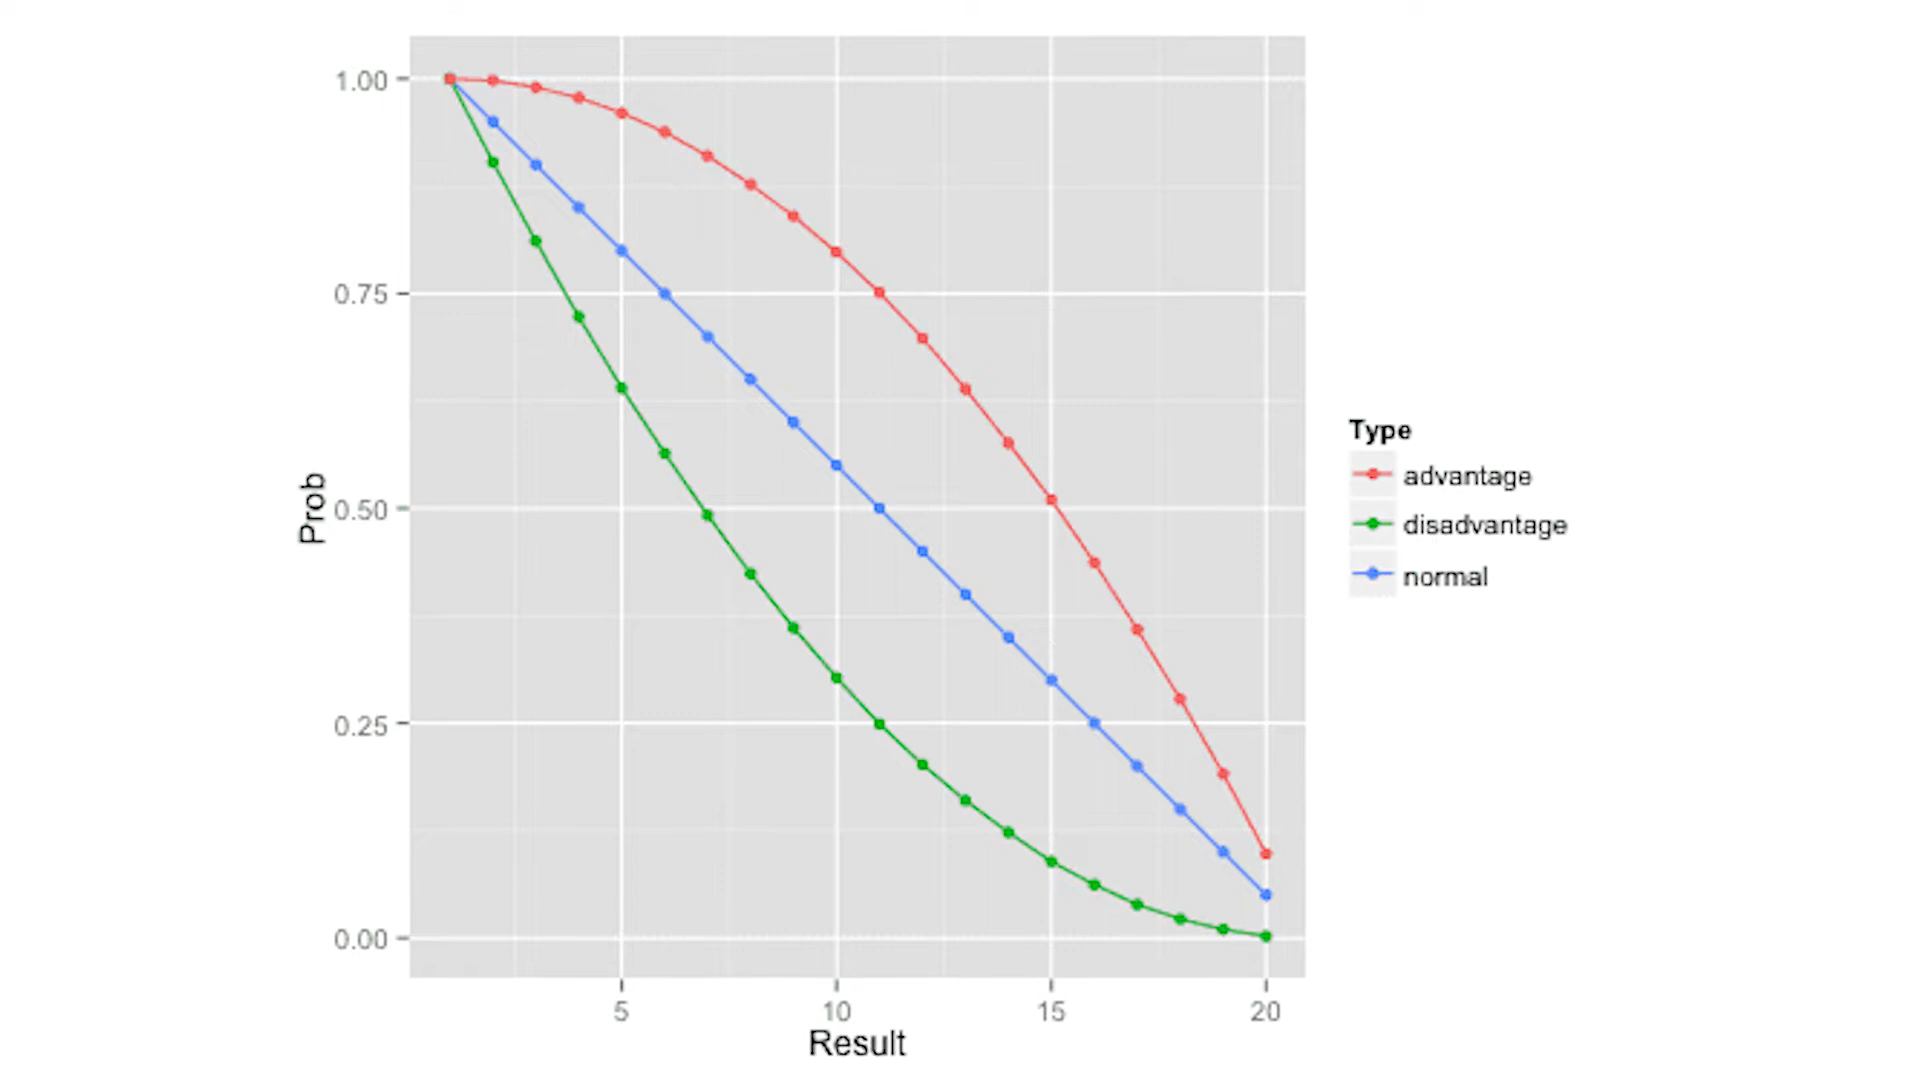 1.00
0.75
0.50
0.25
0.00
Prob
5 10 15 20
Result
Type
advantage
disadvantage
normal